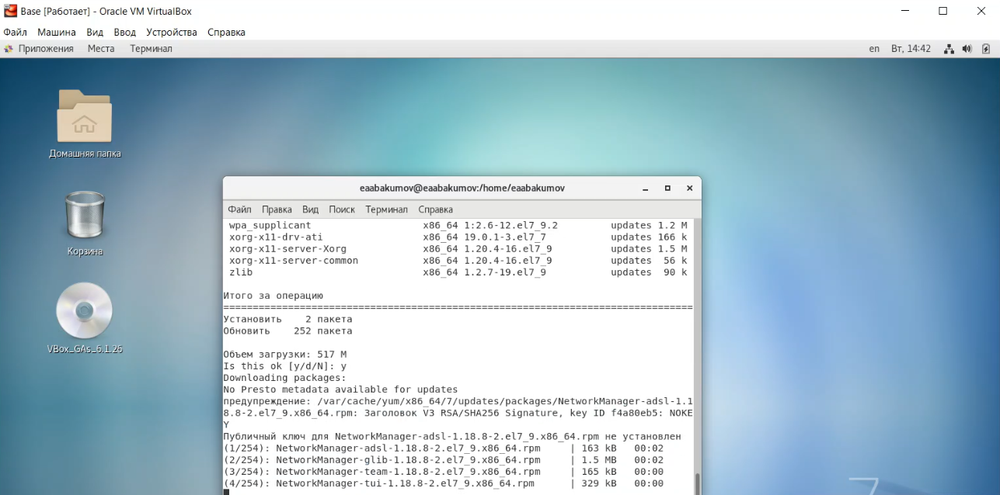 Base [Работает] - Oracle VM VirtualBox
Файл Машина Вид Ввод Устройства Справка
Приложения Места Терминал en Вт, 14:42
Домашняя папка
Корзина
VBox_GAs_6.1.26
eaabakumov@eaabakumov:/home/eaabakumov
Файл Правка Вид Поиск Терминал Справка
wpa_supplicant x86_64 1:2.6-12.el7_9.2 updates 1.2 M
xorg-x11-drv-ati x86_64 19.0.1-3.el7_7 updates 166 k
xorg-x11-server-Xorg x86_64 1.20.4-16.el7_9 updates 1.5 M
xorg-x11-server-common x86_64 1.20.4-16.el7_9 updates 56 k
zlib x86_64 1.2.7-19.el7_9 updates 90 k
Итого за операцию
================================================================================
Установить 2 пакета
Обновить 252 пакета
Объем загрузки: 517 M
Is this ok [y/d/N]: y
Downloading packages:
No Presto metadata available for updates
предупреждение: /var/cache/yum/x86_64/7/updates/packages/NetworkManager-adsl-1.1
8.8-2.el7_9.x86_64.rpm: Заголовок V3 RSA/SHA256 Signature, key ID f4a80eb5: NOKE
Y
Публичный ключ для NetworkManager-adsl-1.18.8-2.el7_9.x86_64.rpm не установлен
(1/254): NetworkManager-adsl-1.18.8-2.el7_9.x86_64.rpm | 163 kB 00:02
(2/254): NetworkManager-glib-1.18.8-2.el7_9.x86_64.rpm | 1.5 MB 00:02
(3/254): NetworkManager-team-1.18.8-2.el7_9.x86_64.rpm | 165 kB 00:00
(4/254): NetworkManager-tui-1.18.8-2.el7_9.x86_64.rpm | 329 kB 00:00